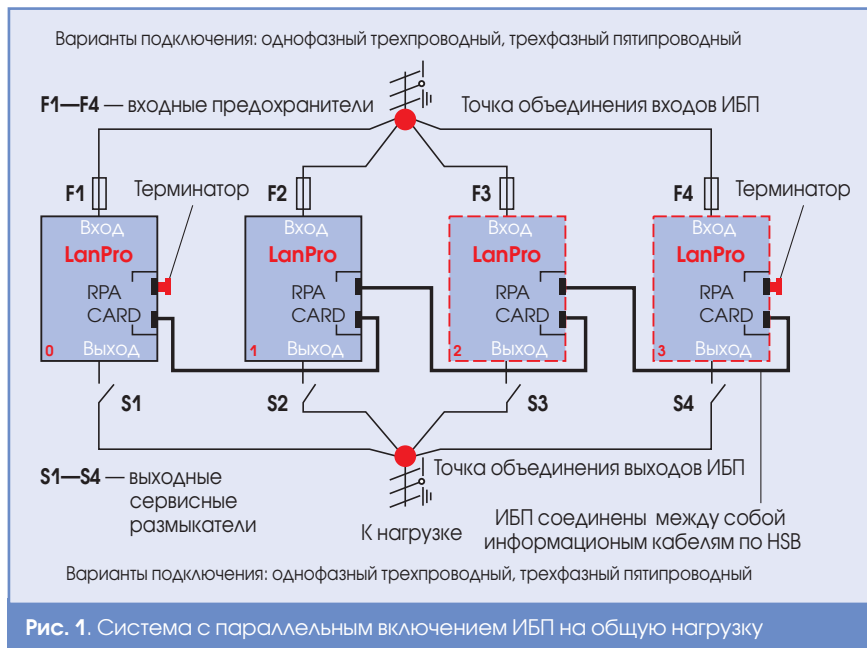 Варианты подключения: однофазный трехпроводный, трехфазный пятипроводный
F1—F4 — входные предохранители
Точка объединения входов ИБП
F1
Терминатор
F2
F3
F4
Терминатор
Вход
LanPro
RPA
CARD
0
Выход
Вход
LanPro
RPA
CARD
1
Выход
Вход
LanPro
RPA
CARD
2
Выход
Вход
LanPro
RPA
CARD
3
Выход
S1
S2
S3
S4
S1—S4 — выходные
сервисные
размыкатели
Точка объединения выходов ИБП
К нагрузке
ИБП соединены между собой
информационым кабелям по HSB
Варианты подключения: однофазный трехпроводный, трехфазный пятипроводный
Рис. 1. Система с параллельным включением ИБП на общую нагрузку